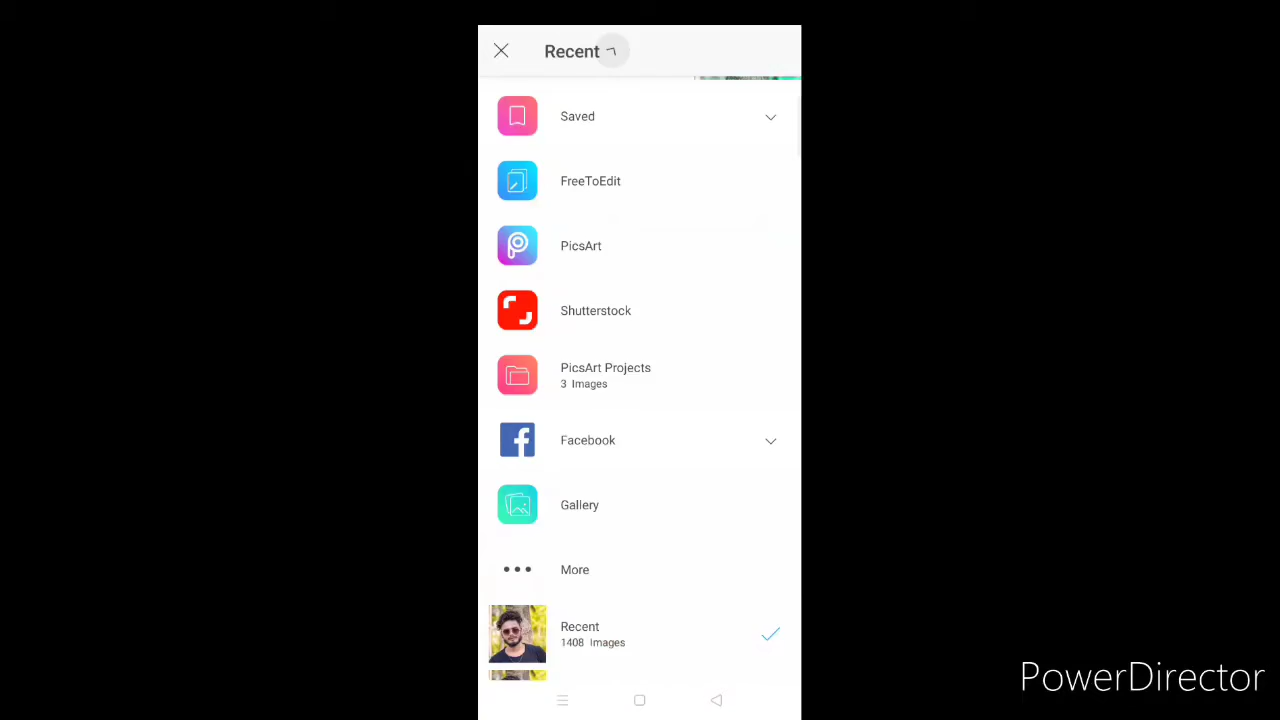 Recent
Saved
FreeToEdit
PicsArt
Shutterstock
PicsArt Projects
3 Images
Facebook
Gallery
More
Recent
1408 Images
PowerDirector